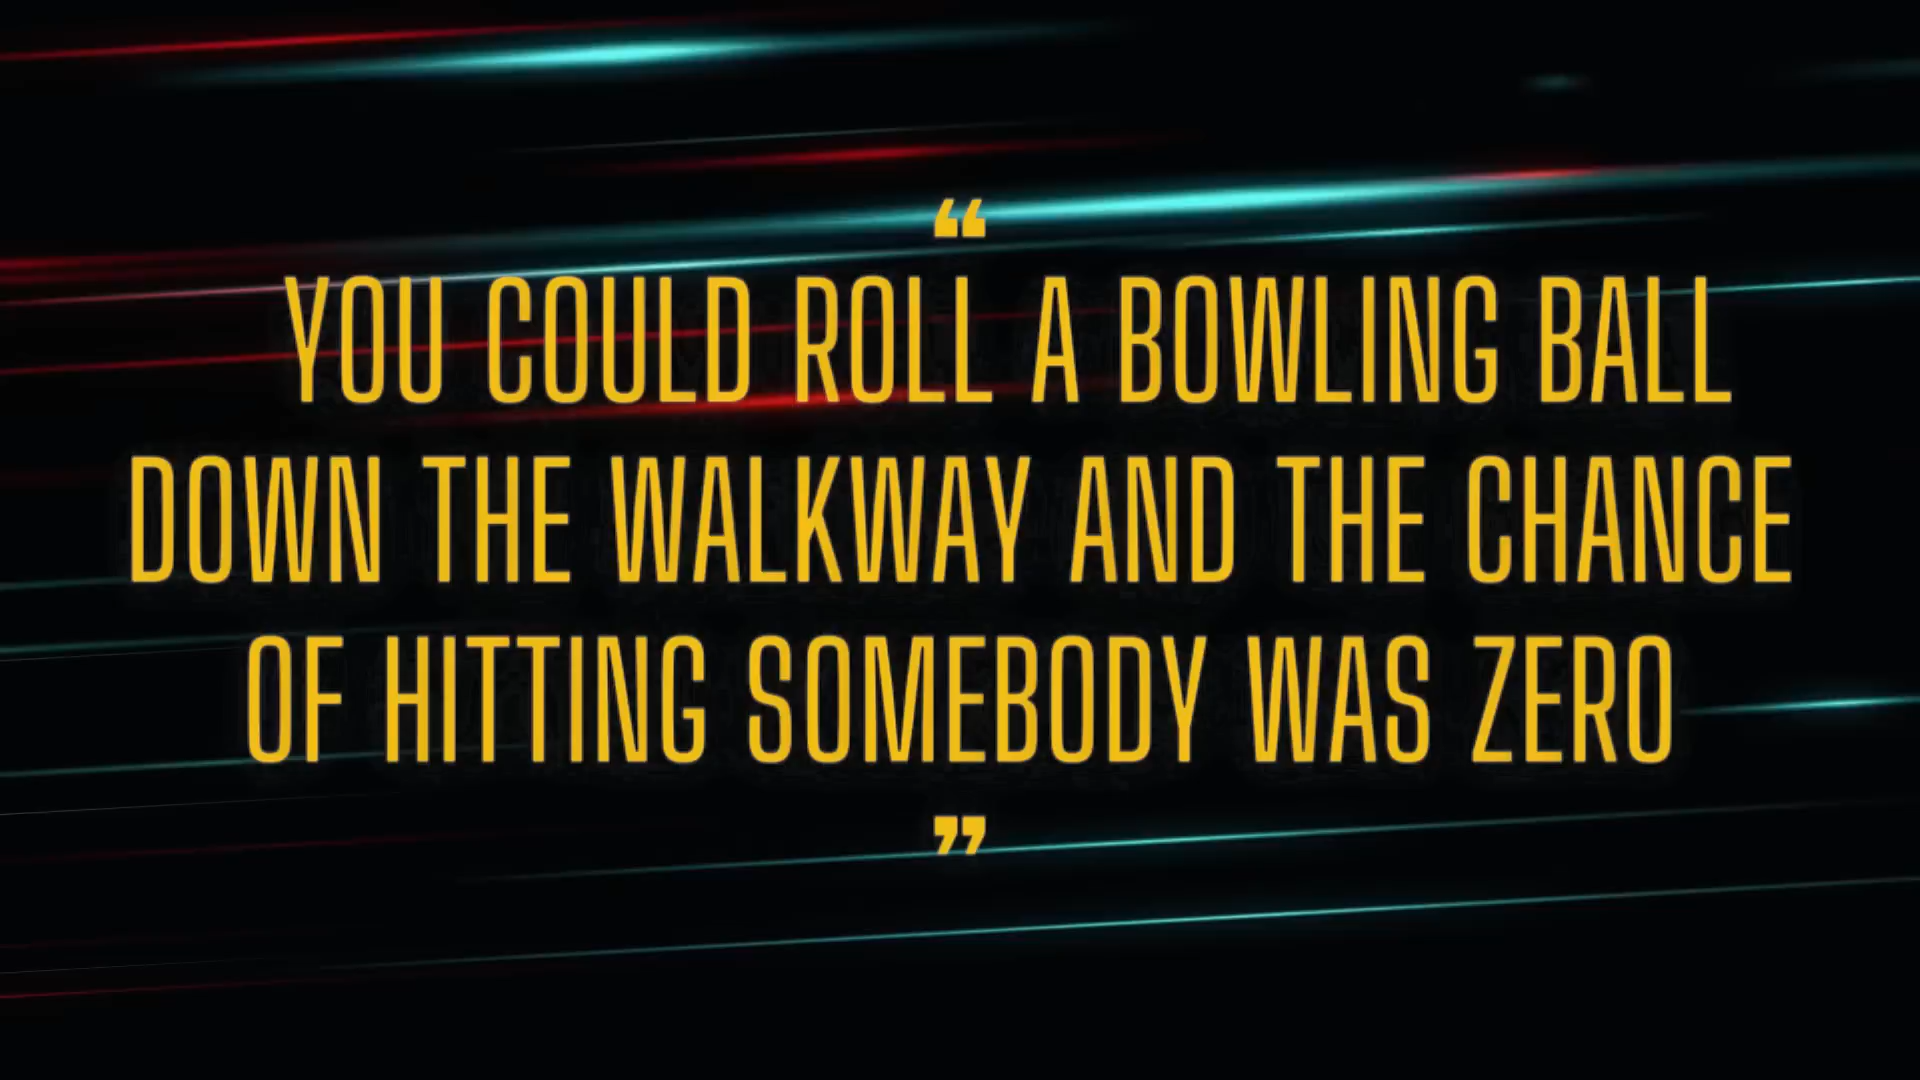 “
YOU COULD ROLL A BOWLING BALL
DOWN THE WALKWAY AND THE CHANCE
OF HITTING SOMEBODY WAS ZERO
”